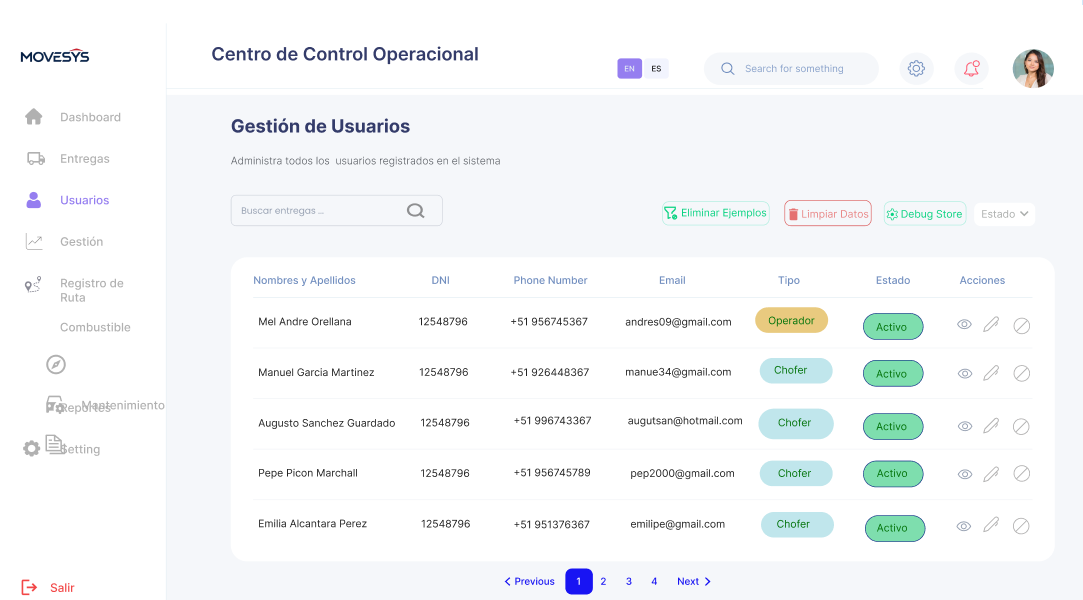 MOVESYS
Centro de Control Operacional
EN ES
Search for something
Dashboard
Entregas
Usuarios
Gestión
Registro de
Ruta
Combustible
Mantenimiento
Reportes
Setting
Salir
Gestión de Usuarios
Administra todos los usuarios registrados en el sistema
Buscar entregas ...
Eliminar Ejemplos Limpiar Datos Debug Store Estado
Nombres y Apellidos DNI Phone Number Email Tipo Estado Acciones
Mel Andre Orellana 12548796 +51 956745367 andres09@gmail.com Operador Activo
Manuel Garcia Martinez 12548796 +51 926448367 manue34@gmail.com Chofer Activo
Augusto Sanchez Guardado 12548796 +51 996743367 augutsan@hotmail.com Chofer Activo
Pepe Picon Marchall 12548796 +51 956745789 pep2000@gmail.com Chofer Activo
Emilia Alcantara Perez 12548796 +51 951376367 emilipe@gmail.com Chofer Activo
Previous 1 2 3 4 Next